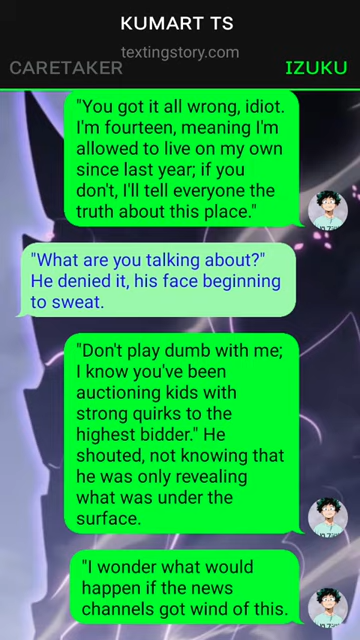 KUMART TS
textingstory.com
CARETAKER
IZUKU
"You got it all wrong, idiot.
I'm fourteen, meaning I'm
allowed to live on my own
since last year; if you
don't, I'll tell everyone the
truth about this place."
"What are you talking about?"
He denied it, his face beginning
to sweat.
"Don't play dumb with me;
I know you've been
auctioning kids with
strong quirks to the
highest bidder." He
shouted, not knowing that
he was only revealing
what was under the
surface.
"I wonder what would
happen if the news
channels got wind of this.